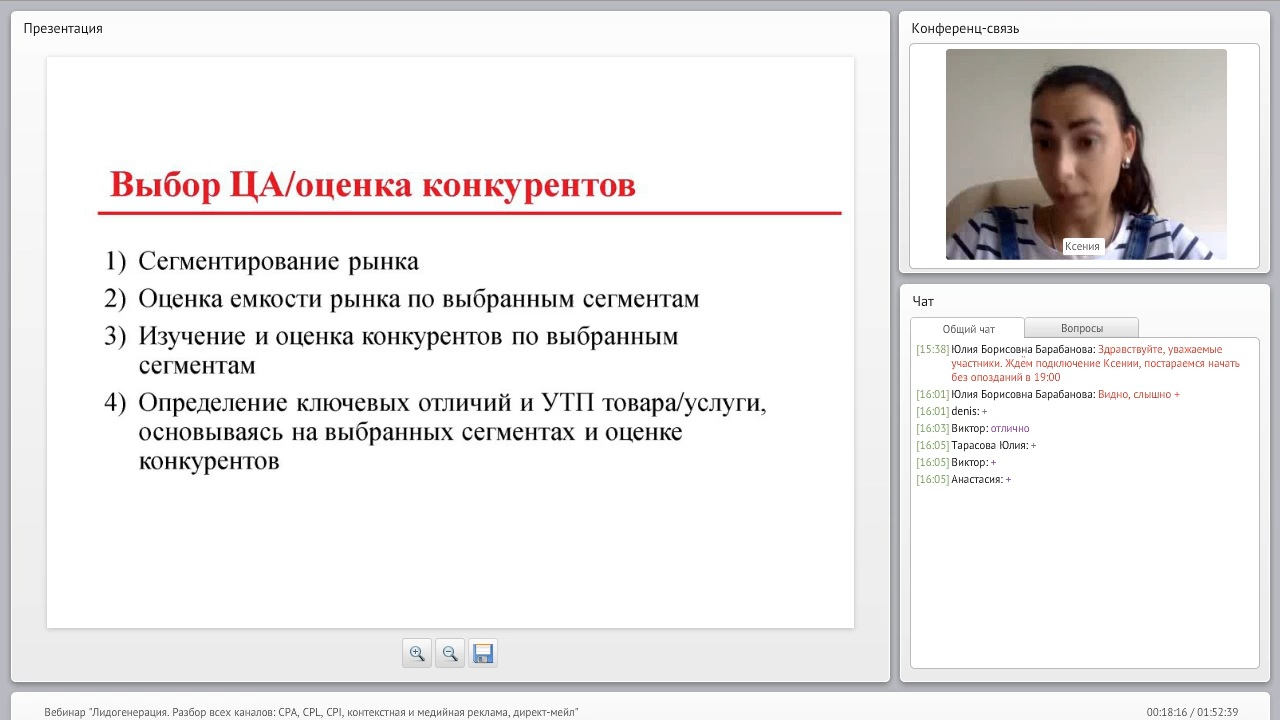 Презентация
Выбор ЦА/оценка конкурентов
1) Сегментирование рынка
2) Оценка емкости рынка по выбранным сегментам
3) Изучение и оценка конкурентов по выбранным
сегментам
4) Определение ключевых отличий и УТП товара/услуги,
основываясь на выбранных сегментах и оценке
конкурентов
Конференц-связь
Ксения
Чат
Общий чат
Вопросы
[15:38] Юлия Борисовна Барабанова: Здравствуйте, уважаемые
участники. Ждём подключение Ксении, постараемся начать
без опозданий в 19:00
[16:01] Юлия Борисовна Барабанова: Видно, слышно +
[16:01] denis: +
[16:03] Виктор: отлично
[16:05] Тарасова Юлия: +
[16:05] Виктор: +
[16:05] Анастасия: +
Вебинар "Лидогенерация. Разбор всех каналов: CPA, CPL, CPI, контекстная и медийная реклама, директ-мейл"
00:18:16 / 01:52:39